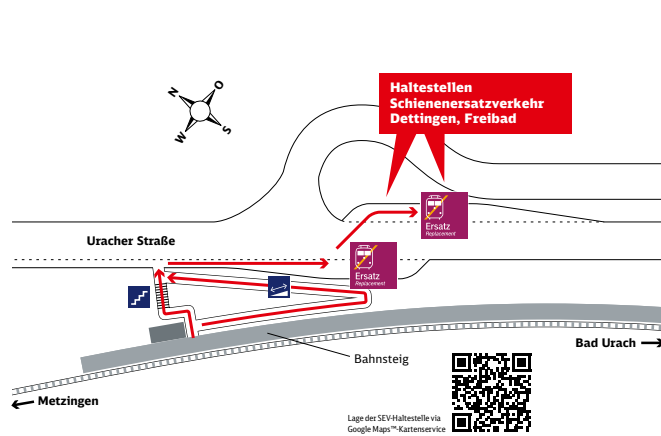 N
O
W
S
Haltestellen
Schienenersatzverkehr
Dettingen, Freibad
Ersatz
Replacement
Uracher Straße
Ersatz
Replacement
Bahnsteig
Bad Urach
Metzingen
Lage der SEV-Haltestelle via
Google Maps™-Kartenservice